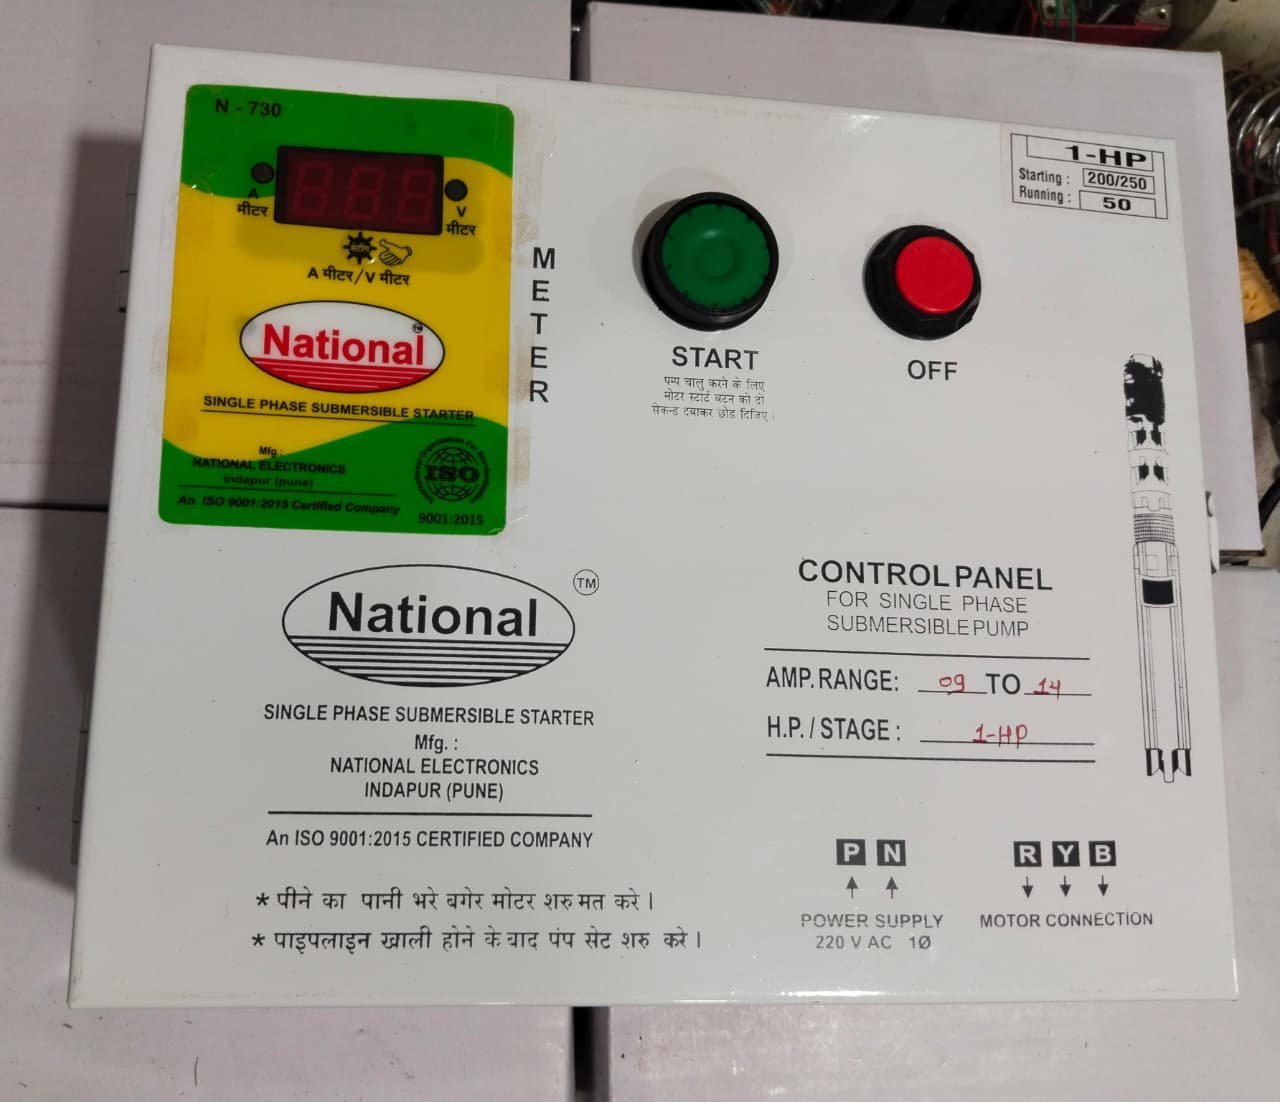 N - 730
A
मीटर
V
मीटर
सेटींग
A मीटर/V मीटर
National
TM
SINGLE PHASE SUBMERSIBLE STARTER
Mfg.:
NATIONAL ELECTRONICS
Indapur (pune)
An. ISO 9001:2015 Certified Company
ISO
9001:2015
METER
START
पम्प चालु करने के लिए
मोटर स्टार्ट बटन को दो
सेकन्ड दबाकर छोड दिजिए।
OFF
1-HP
Starting : 200/250
Running : 50
National
TM
SINGLE PHASE SUBMERSIBLE STARTER
Mfg. :
NATIONAL ELECTRONICS
INDAPUR (PUNE)
An ISO 9001:2015 CERTIFIED COMPANY
* पीने का पानी भरे बगेर मोटर शरु मत करे।
* पाइपलाइन खाली होने के बाद पंप सेट शरु करे।
CONTROL PANEL
FOR SINGLE PHASE
SUBMERSIBLE PUMP
AMP. RANGE: 09 TO 14
H.P. / STAGE : 1-HP
P N
POWER SUPPLY
220 V AC 1Ø
R Y B
MOTOR CONNECTION